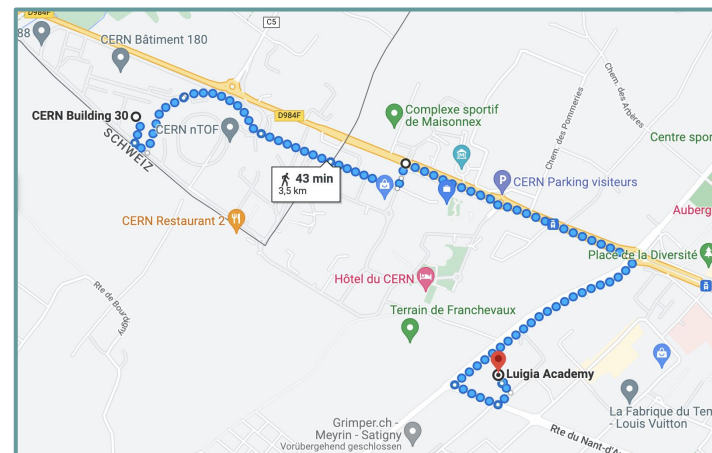 D984F
C5
88
CERN Bâtiment 180
CERN Building 30
CERN nTOF
D984F
Complexe sportif
de Maisonnex
Chem. des Pommeries
Chem. des Arbères
Centre spor
SCHWEIZ
43 min
3,5 km
P
CERN Parking visiteurs
CERN Restaurant 2
Auberg
Place de la Diversité
Hôtel du CERN
Rte de Bourdigny
Terrain de Franchevaux
Luigia Academy
La Fabrique du Ten
- Louis Vuitton
Grimper.ch -
Meyrin - Satigny
Vorübergehend geschlossen
Rte du Nant-d'A